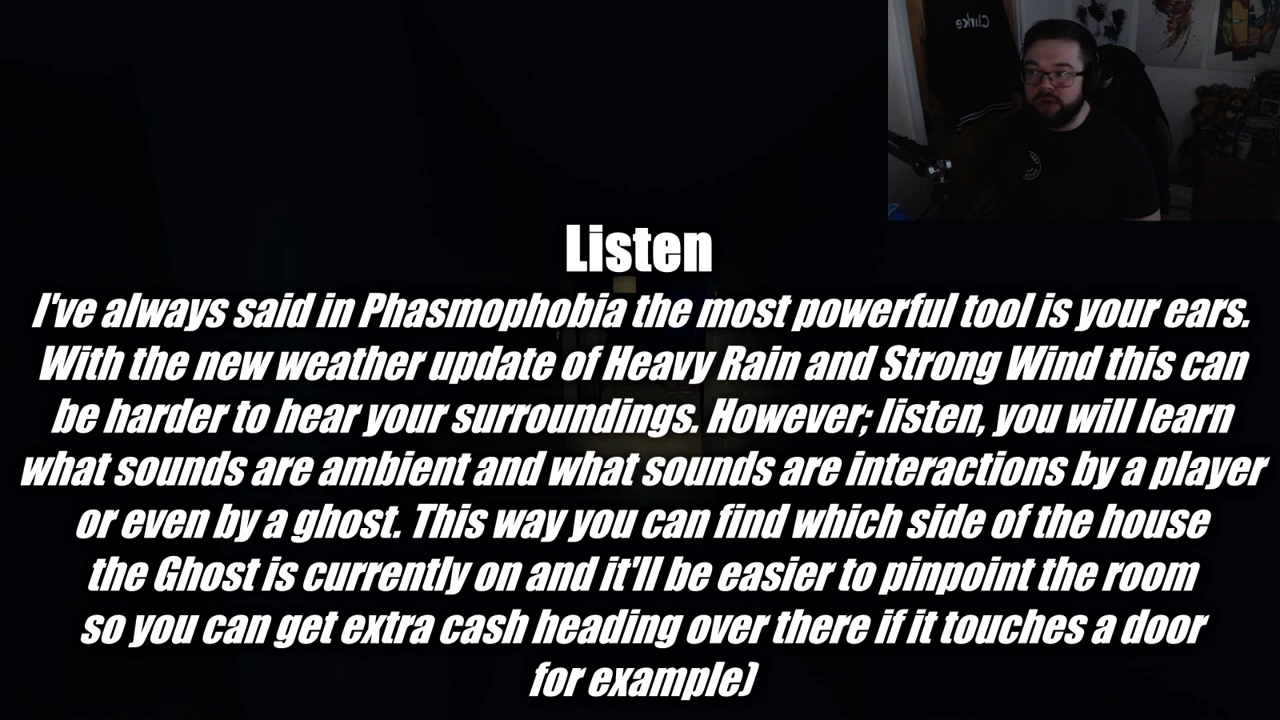 Clrke
Listen
I've always said in Phasmophobia the most powerful tool is your ears.
With the new weather update of Heavy Rain and Strong Wind this can
be harder to hear your surroundings. However; listen, you will learn
what sounds are ambient and what sounds are interactions by a player
or even by a ghost. This way you can find which side of the house
the Ghost is currently on and it'll be easier to pinpoint the room
so you can get extra cash heading over there if it touches a door
for example)